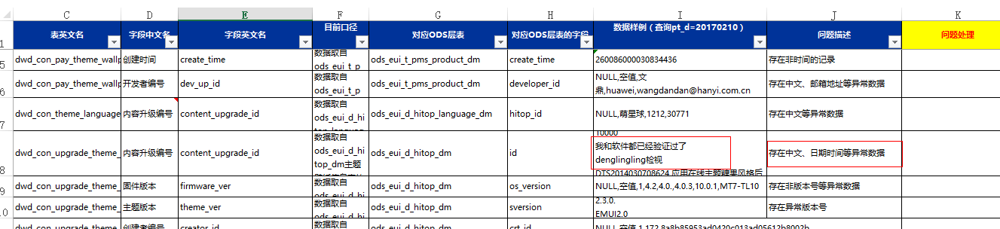 C D E F G H I J K
1 表英文名 字段中文名 字段英文名 目前口径 对应ODS层表 对应ODS层表的字段 数据样例（查询pt_d=20170210） 问题描述 问题处理
5 dwd_con_pay_theme_wallp 创建时间 create_time 数据取自 ods_eui_t_pms_product_dm create_time 260086000030834436 存在非时间的记录
ods_eui_t_p
6 dwd_con_pay_theme_wallp 开发者编号 dev_up_id 数据取自 ods_eui_t_pms_product_dm developer_id NULL,空值,文 存在中文、邮箱地址等异常数据
ods_eui_t_p 鼎,huawei,wangdandan@hanyi.com.cn
7 dwd_con_theme_language 内容升级编号 content_upgrade_id 数据取自 ods_eui_d_hitop_language_dm hitop_id NULL,萌星球,1212,30771 存在中文等异常数据
ods_eui_d_hi
top_languag
8 dwd_con_upgrade_theme_ 内容升级编号 content_upgrade_id 数据取自 ods_eui_d_hitop_dm id 10000 存在中文、日期时间等异常数据
ods_eui_d_hi 我和软件都已经验证过了
top_dm主题 denglingling检视
DTS2014030708624 应用在线主题糖果风格后
9 dwd_con_upgrade_theme_ 固件版本 firmware_ver 数据取自 ods_eui_d_hitop_dm os_version NULL,空值,1,4.2,4.0.,4.0.3,10.0.1,MT7-TL10 存在非版本号等异常数据
ods_eui_d_hi
10 dwd_con_upgrade_theme_ 主题版本 theme_ver 数据取自 ods_eui_d_hitop_dm sversion 2.3.0. 存在异常版本号
ods_eui_d_hi EMUI2.0
dwd_con_upgrade_theme_ 创建者编号 creator_id 数据取自 ods_eui_d_hitop_dm crt_id NULL,空值,1,172,8a8b85953ad0420c013ad05612b8002b